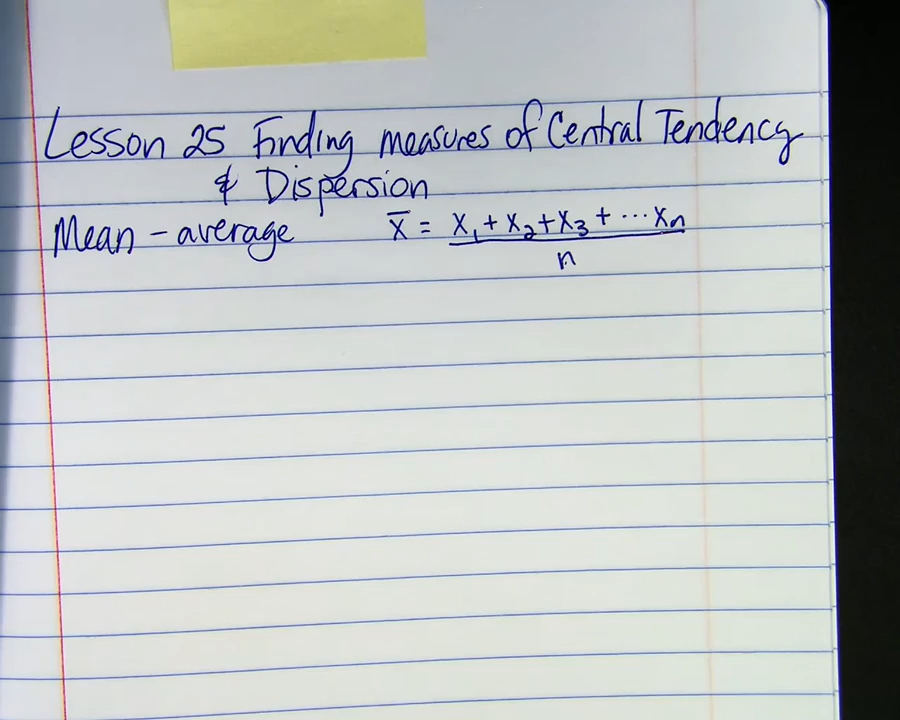 Lesson 25 Finding measures of Central Tendency
& Dispersion
Mean - average x̄ = x₁ + x₂ + x₃ + ... xₙ
n